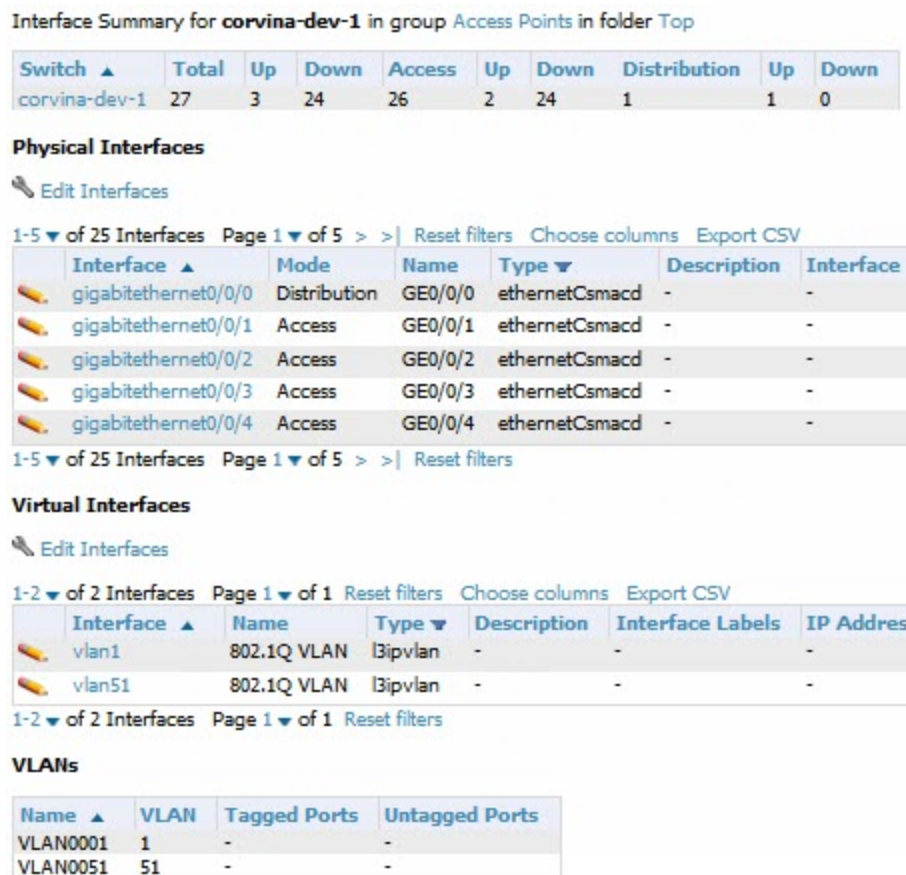 Interface Summary for corvina-dev-1 in group Access Points in folder Top
Switch ▲ Total Up Down Access Up Down Distribution Up Down
corvina-dev-1 27 3 24 26 2 24 1 1 0
Physical Interfaces
Edit Interfaces
1-5 ▼ of 25 Interfaces Page 1 ▼ of 5 > >| Reset filters Choose columns Export CSV
Interface ▲ Mode Name Type Description Interface
gigabitethernet0/0/0 Distribution GE0/0/0 ethernetCsmacd - -
gigabitethernet0/0/1 Access GE0/0/1 ethernetCsmacd - -
gigabitethernet0/0/2 Access GE0/0/2 ethernetCsmacd - -
gigabitethernet0/0/3 Access GE0/0/3 ethernetCsmacd - -
gigabitethernet0/0/4 Access GE0/0/4 ethernetCsmacd - -
1-5 ▼ of 25 Interfaces Page 1 ▼ of 5 > >| Reset filters
Virtual Interfaces
Edit Interfaces
1-2 ▼ of 2 Interfaces Page 1 ▼ of 1 Reset filters Choose columns Export CSV
Interface ▲ Name Type Description Interface Labels IP Addres
vlan1 802.1Q VLAN l3ipvlan - - -
vlan51 802.1Q VLAN l3ipvlan - - -
1-2 ▼ of 2 Interfaces Page 1 ▼ of 1 Reset filters
VLANs
Name ▲ VLAN Tagged Ports Untagged Ports
VLAN0001 1 - -
VLAN0051 51 - -